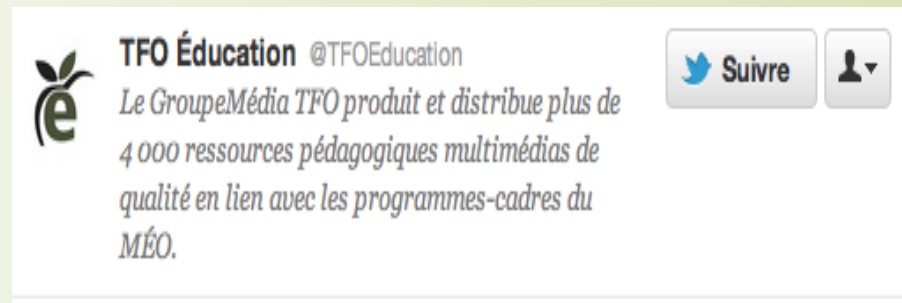 TFO Éducation @TFOEducation
Suivre
Le GroupeMédia TFO produit et distribue plus de
4 000 ressources pédagogiques multimédias de
qualité en lien avec les programmes-cadres du
MÉO.
e